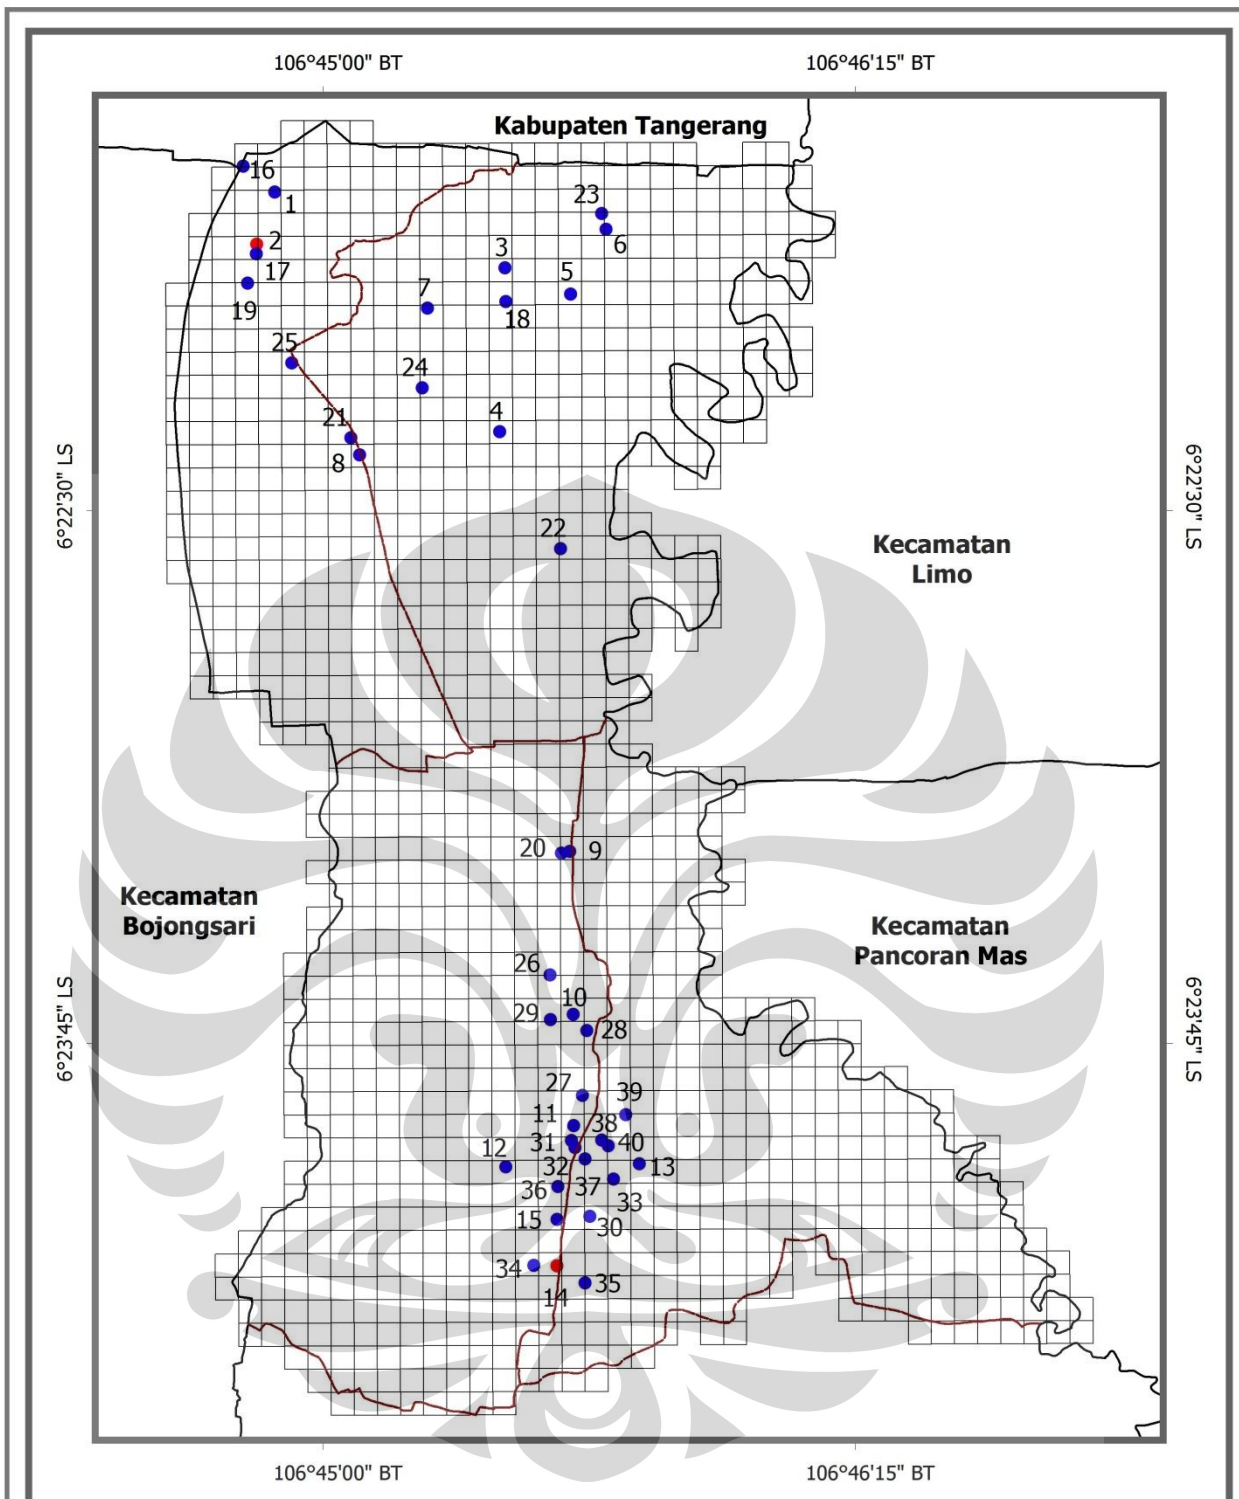 106°45'00" BT
106°46'15" BT
Kabupaten Tangerang
16
1
23
2
6
3
17
5
7
19
18
25
24
4
21
8
6°22'30" LS
6°22'30" LS
22
Kecamatan
Limo
20
9
Kecamatan
Bojongsari
Kecamatan
Pancoran Mas
26
10
29
28
6°23'45" LS
6°23'45" LS
27
39
11
38
31
40
12
32
13
36
37
33
15
30
34
14
35
106°45'00" BT
106°46'15" BT